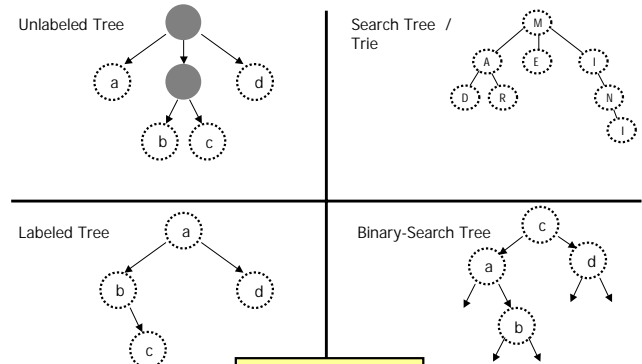 Unlabeled Tree
a
d
b
c
Search Tree /
Trie
M
A
E
I
D
R
N
I
Labeled Tree
a
b
d
c
Binary-Search Tree
c
a
d
b